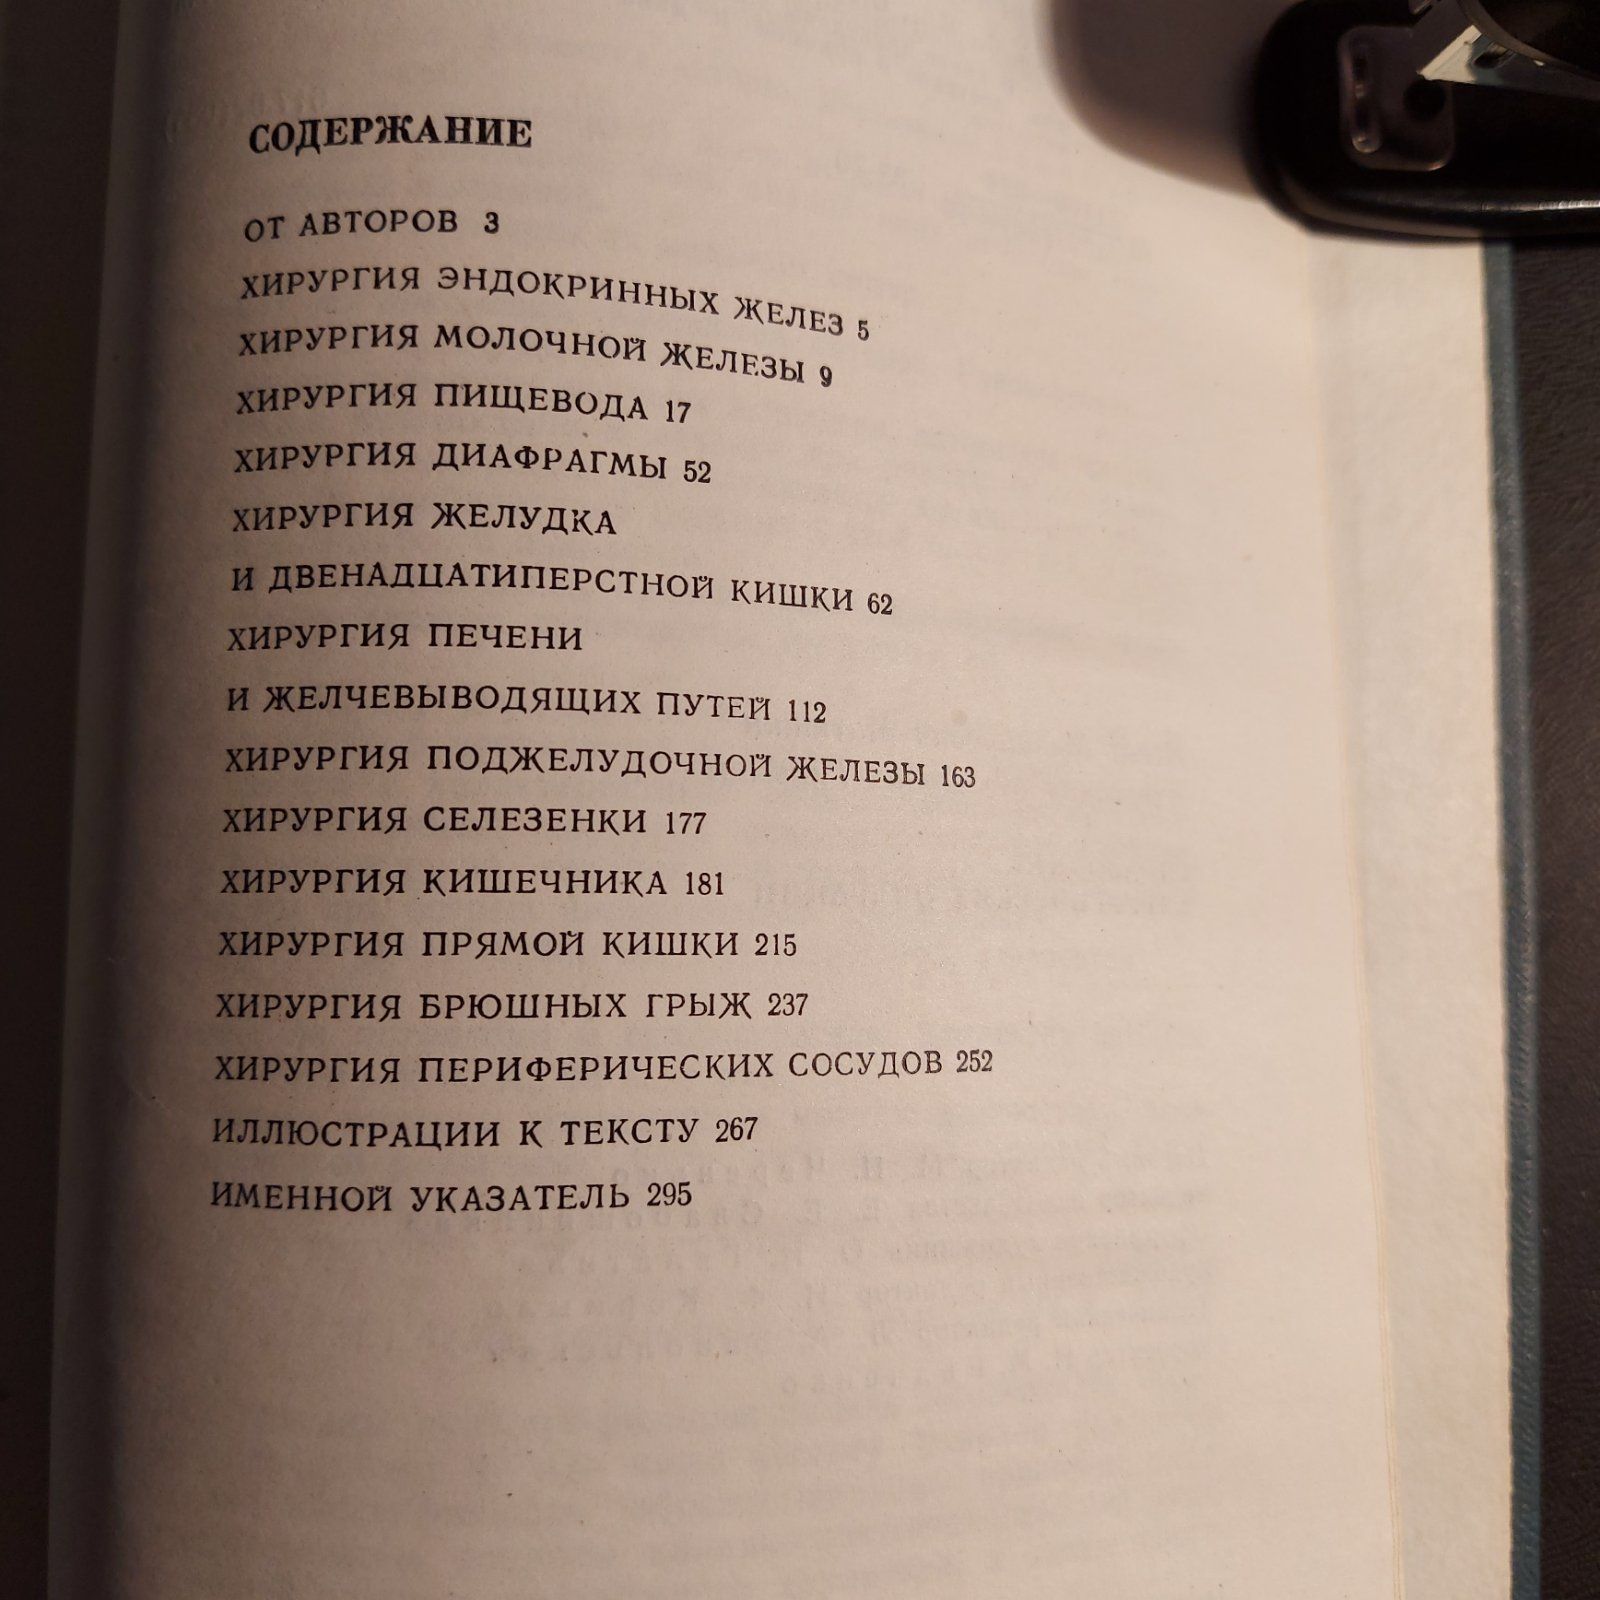 СОДЕРЖАНИЕ
ОТ АВТОРОВ 3
ХИРУРГИЯ ЭНДОКРИННЫХ ЖЕЛЕЗ 5
ХИРУРГИЯ МОЛОЧНОЙ ЖЕЛЕЗЫ 9
ХИРУРГИЯ ПИЩЕВОДА 17
ХИРУРГИЯ ДИАФРАГМЫ 52
ХИРУРГИЯ ЖЕЛУДКА
И ДВЕНАДЦАТИПЕРСТНОЙ КИШКИ 62
ХИРУРГИЯ ПЕЧЕНИ
И ЖЕЛЧЕВЫВОДЯЩИХ ПУТЕЙ 112
ХИРУРГИЯ ПОДЖЕЛУДОЧНОЙ ЖЕЛЕЗЫ 163
ХИРУРГИЯ СЕЛЕЗЕНКИ 177
ХИРУРГИЯ КИШЕЧНИКА 181
ХИРУРГИЯ ПРЯМОЙ КИШКИ 215
ХИРУРГИЯ БРЮШНЫХ ГРЫЖ 237
ХИРУРГИЯ ПЕРИФЕРИЧЕСКИХ СОСУДОВ 252
ИЛЛЮСТРАЦИИ К ТЕКСТУ 267
ИМЕННОЙ УКАЗАТЕЛЬ 295